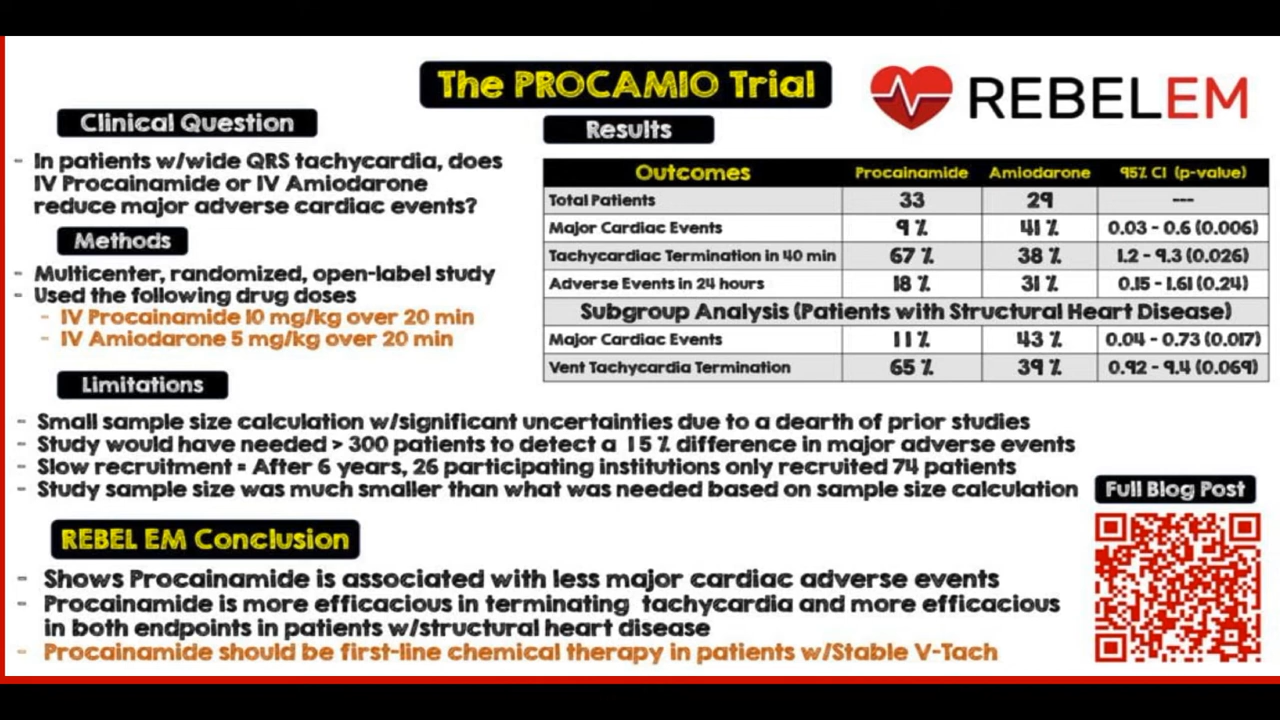 The PROCAMIO Trial
REBELEM
Clinical Question
- In patients w/wide QRS tachycardia, does
IV Procainamide or IV Amiodarone
reduce major adverse cardiac events?
Methods
- Multicenter, randomized, open-label study
- Used the following drug doses
- IV Procainamide 10 mg/kg over 20 min
- IV Amiodarone 5 mg/kg over 20 min
Results
Outcomes Procainamide Amiodarone 95% CI (p-value)
Total Patients 33 29 ---
Major Cardiac Events 9 % 41 % 0.03 - 0.6 (0.006)
Tachycardiac Termination in 40 min 67 % 38 % 1.2 - 9.3 (0.026)
Adverse Events in 24 hours 18 % 31 % 0.15 - 1.61 (0.24)
Subgroup Analysis (Patients with Structural Heart Disease)
Major Cardiac Events 11 % 43 % 0.04 - 0.73 (0.017)
Vent Tachycardia Termination 65 % 39 % 0.92 - 9.4 (0.069)
Limitations
- Small sample size calculation w/significant uncertainties due to a dearth of prior studies
- Study would have needed > 300 patients to detect a 15 % difference in major adverse events
- Slow recruitment = After 6 years, 26 participating institutions only recruited 74 patients
- Study sample size was much smaller than what was needed based on sample size calculation
Full Blog Post
REBEL EM Conclusion
- Shows Procainamide is associated with less major cardiac adverse events
- Procainamide is more efficacious in terminating tachycardia and more efficacious
in both endpoints in patients w/structural heart disease
- Procainamide should be first-line chemical therapy in patients w/Stable V-Tach